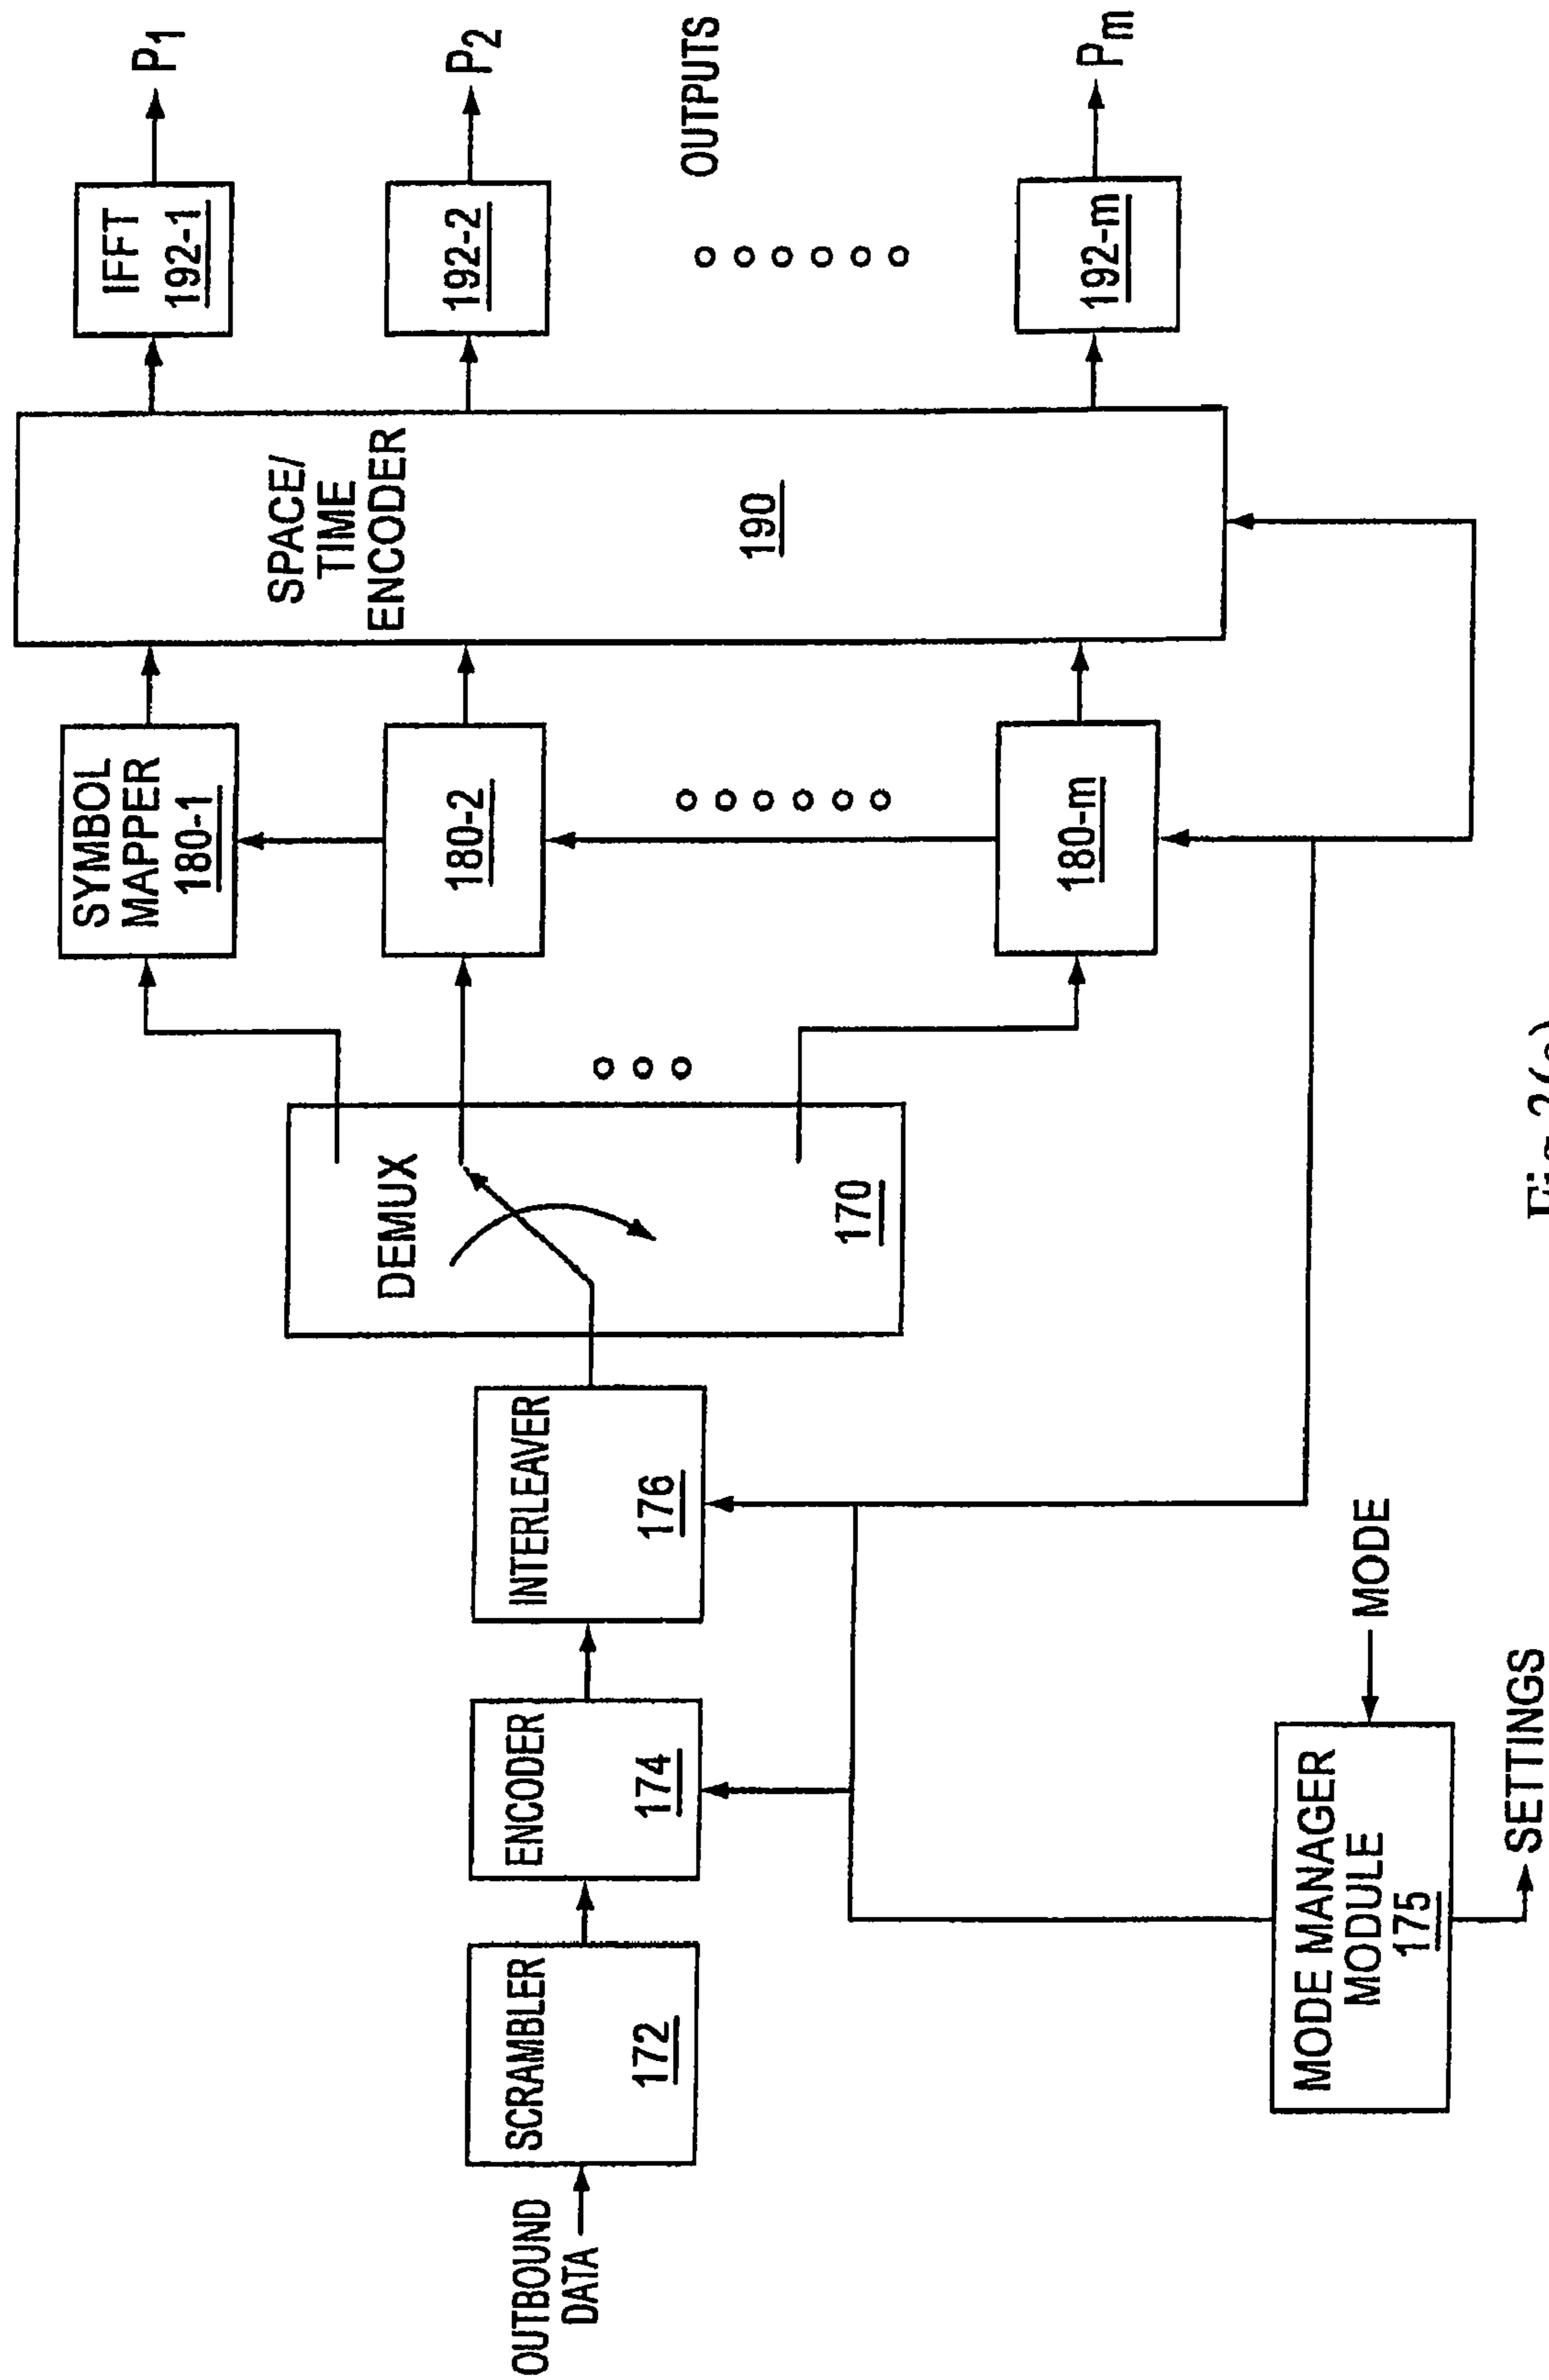 OUTBOUND
DATA
SCRAMBLER
172
ENCODER
174
INTERLEAVER
176
DEMUX
170
SYMBOL
MAPPER
180-1
180-2
180-m
SPACE/
TIME
ENCODER
190
IFFT
192-1
192-2
192-m
P1
P2
OUTPUTS
Pm
MODE MANAGER
MODULE
175
MODE
SETTINGS